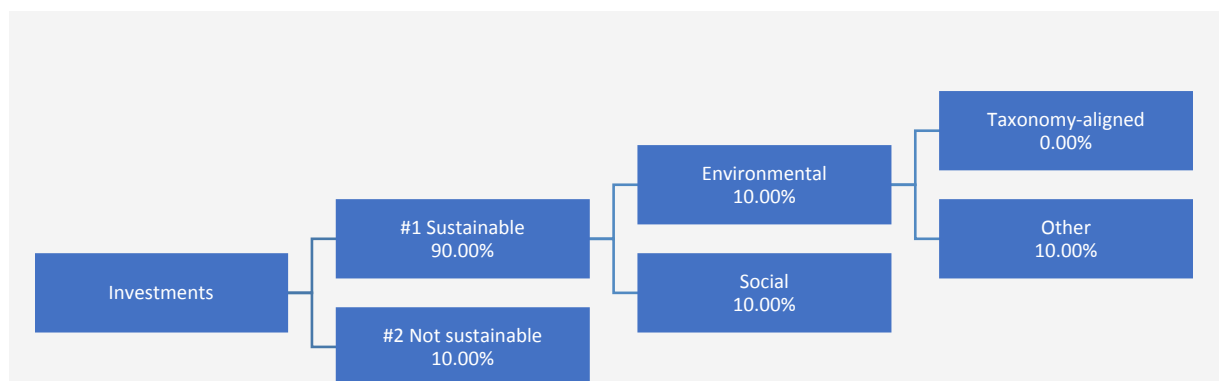 Investments
#1 Sustainable
90.00%
#2 Not sustainable
10.00%
Environmental
10.00%
Social
10.00%
Taxonomy-aligned
0.00%
Other
10.00%